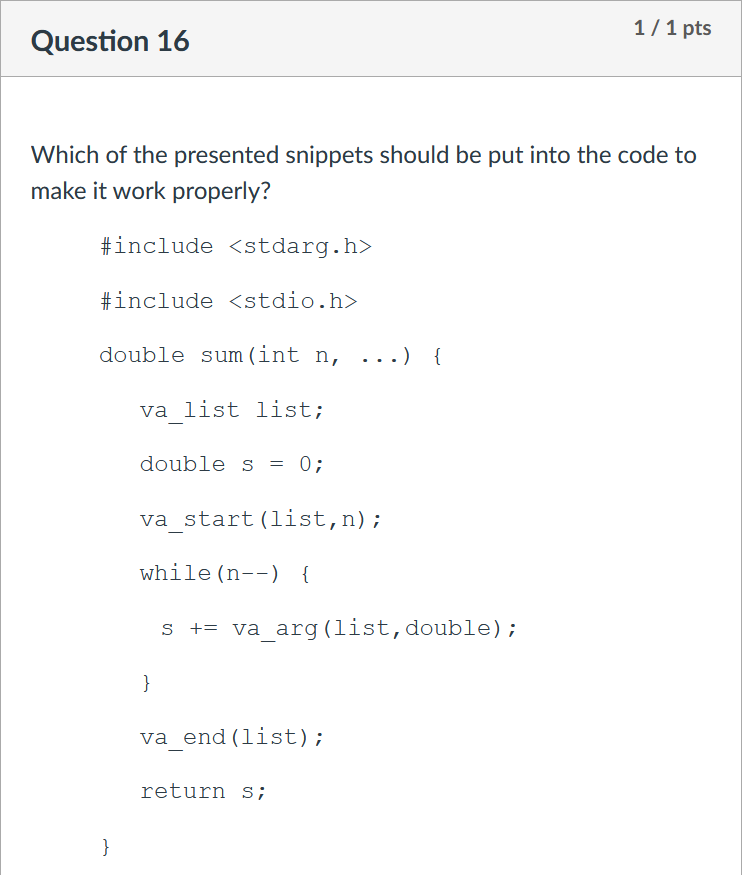 Question 16
1 / 1 pts
Which of the presented snippets should be put into the code to
make it work properly?
#include <stdarg.h>
#include <stdio.h>
double sum(int n, ...) {
va_list list;
double s = 0;
va_start(list,n);
while(n--) {
s += va_arg(list,double);
}
va_end(list);
return s;
}